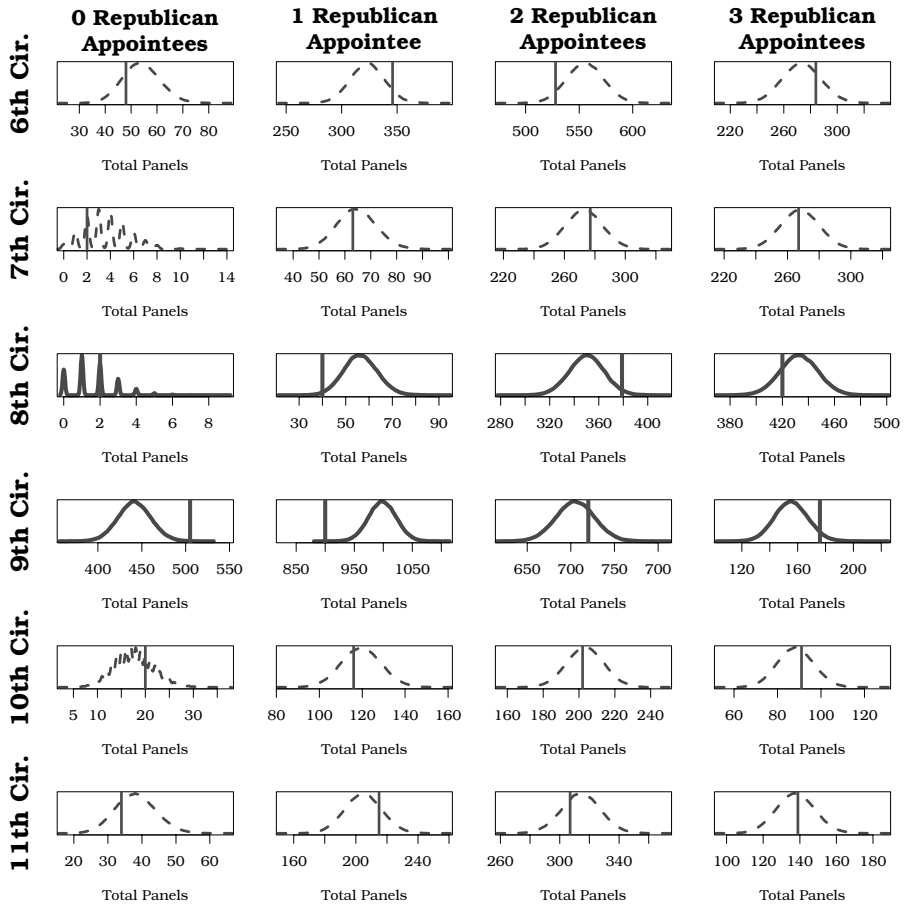 0 Republican 1 Republican 2 Republican 3 Republican
Appointees Appointee Appointees Appointees
6th Cir.
30 40 50 60 70 80 250 300 350 500 550 600 220 260 300
Total Panels Total Panels Total Panels Total Panels
7th Cir.
0 2 4 6 8 10 14 40 50 60 70 80 90 220 260 300 220 260 300
Total Panels Total Panels Total Panels Total Panels
8th Cir.
0 2 4 6 8 30 50 70 90 280 320 360 400 380 420 460 500
Total Panels Total Panels Total Panels Total Panels
9th Cir.
400 450 500 550 850 950 1050 650 700 700 700 120 160 200
Total Panels Total Panels Total Panels Total Panels
10th Cir.
5 10 20 30 80 100 120 140 160 160 180 200 220 240 60 80 100 120
Total Panels Total Panels Total Panels Total Panels
11th Cir.
20 30 40 50 60 160 200 240 260 300 340 100 120 140 160 180
Total Panels Total Panels Total Panels Total Panels